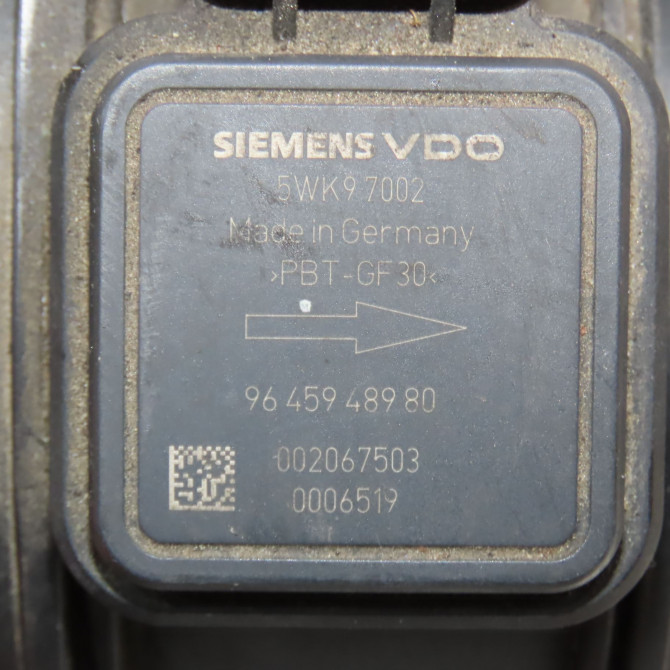 SIEMENS VDO
5WK9 7002
Made in Germany
>PBT-GF30<
96 459 489 80
002067503
0006519